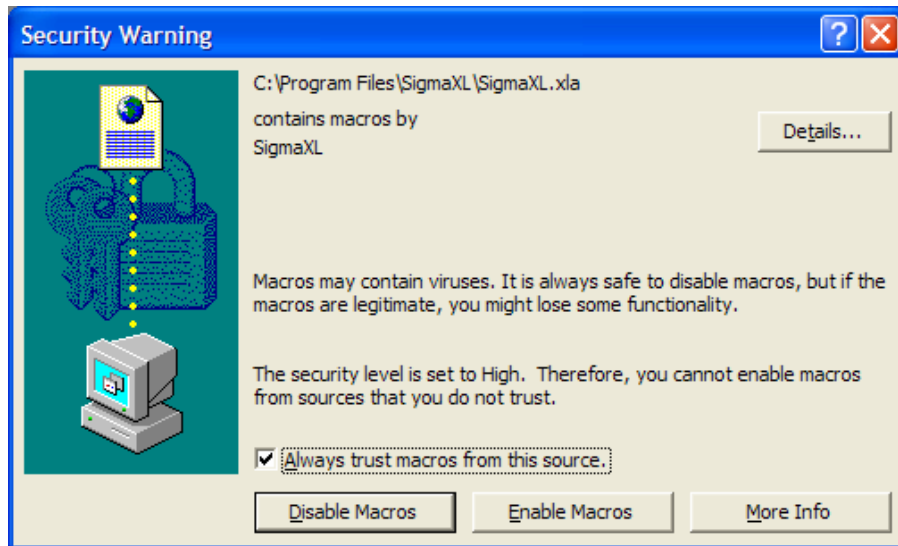 Security Warning
C:\Program Files\SigmaXL\SigmaXL.xla
contains macros by
Details...
SigmaXL
Macros may contain viruses. It is always safe to disable macros, but if the
macros are legitimate, you might lose some functionality.
The security level is set to High.  Therefore, you cannot enable macros
from sources that you do not trust.
Always trust macros from this source.
Disable Macros
Enable Macros
More Info